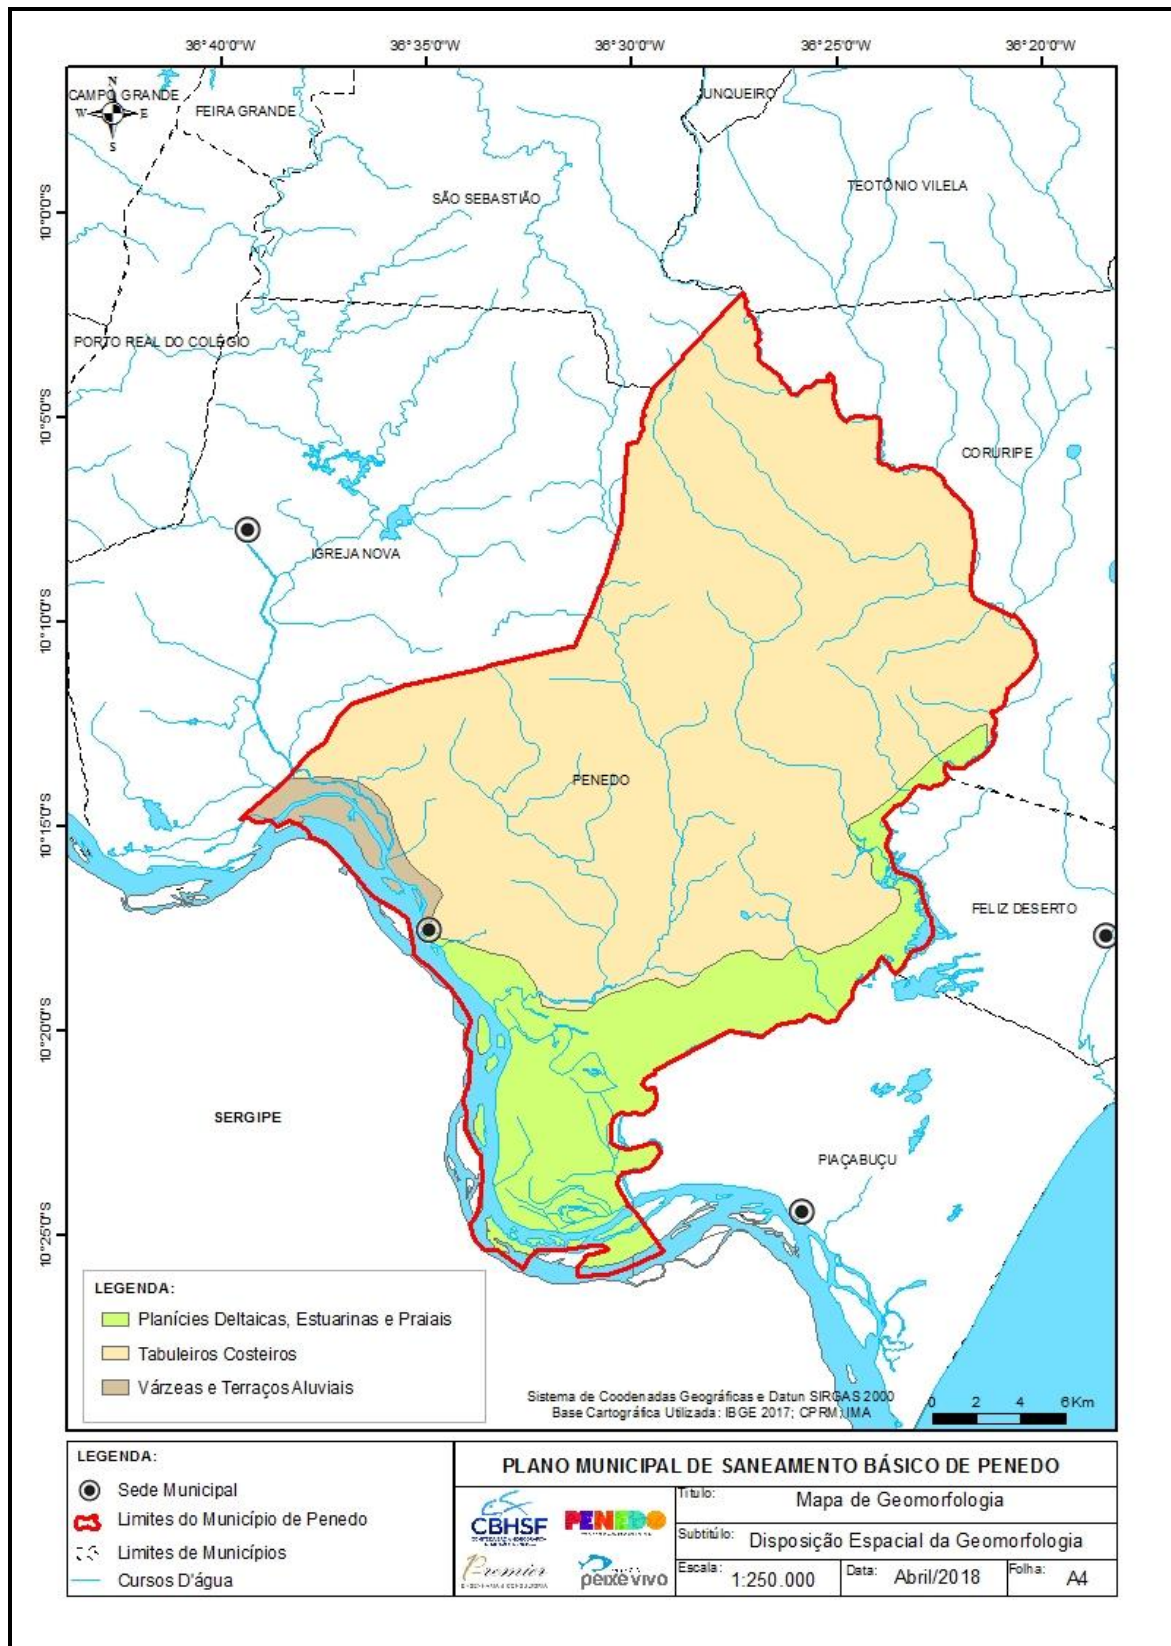 36°40'0"W 36°35'0"W 36°30'0"W 36°25'0"W 36°20'0"W
N
CAMPO GRANDE
W E
S
FEIRA GRANDE
JUNQUEIRO
TEOTÔNIO VILELA
SÃO SEBASTIÃO
10°0'0"S
PORTO REAL DO COLÉGIO
10°5'0"S
CORURIPE
IGREJA NOVA
10°10'0"S
PENEDO
10°15'0"S
FELIZ DESERTO
10°20'0"S
SERGIPE
PIAÇABUÇU
10°25'0"S
LEGENDA:
Planícies Deltaicas, Estuarinas e Praiais
Tabuleiros Costeiros
Várzeas e Terraços Aluviais
Sistema de Coodenadas Geográficas e Datun SIRGAS 2000
Base Cartográfica Utilizada: IBGE 2017; CPRM; IMA
0 2 4 6 Km
LEGENDA:
Sede Municipal
Limites do Município de Penedo
Limites de Municípios
Cursos D'água
PLANO MUNICIPAL DE SANEAMENTO BÁSICO DE PENEDO
CBHSF
PENEDO
Premier
peixe vivo
Titulo: Mapa de Geomorfologia
Subtitúlo: Disposição Espacial da Geomorfologia
Escala: 1:250.000
Data: Abril/2018
Folha: A4